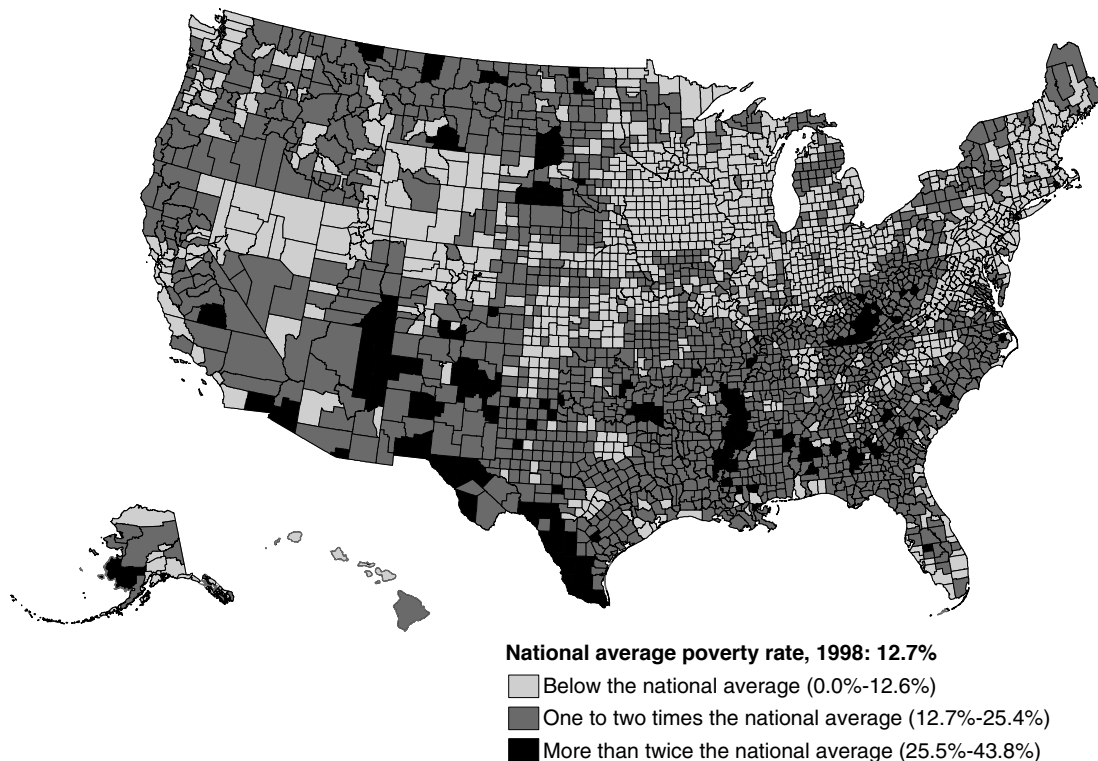 National average poverty rate, 1998: 12.7%
Below the national average (0.0%-12.6%)
One to two times the national average (12.7%-25.4%)
More than twice the national average (25.5%-43.8%)